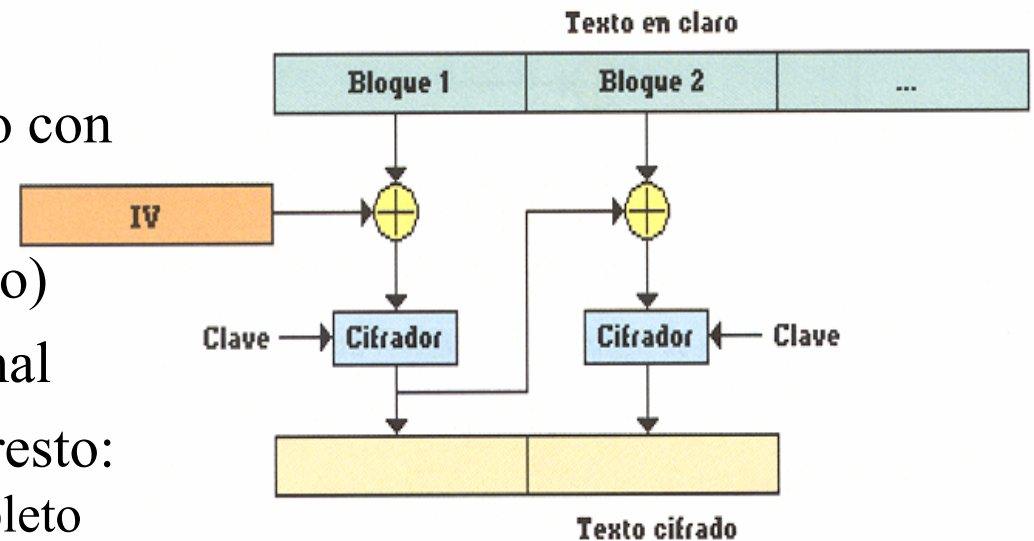 Texto en claro
Bloque 1 Bloque 2 ...
o con
IV
o)
Clave Cifrador Cifrador Clave
nal
resto:
leto
Texto cifrado